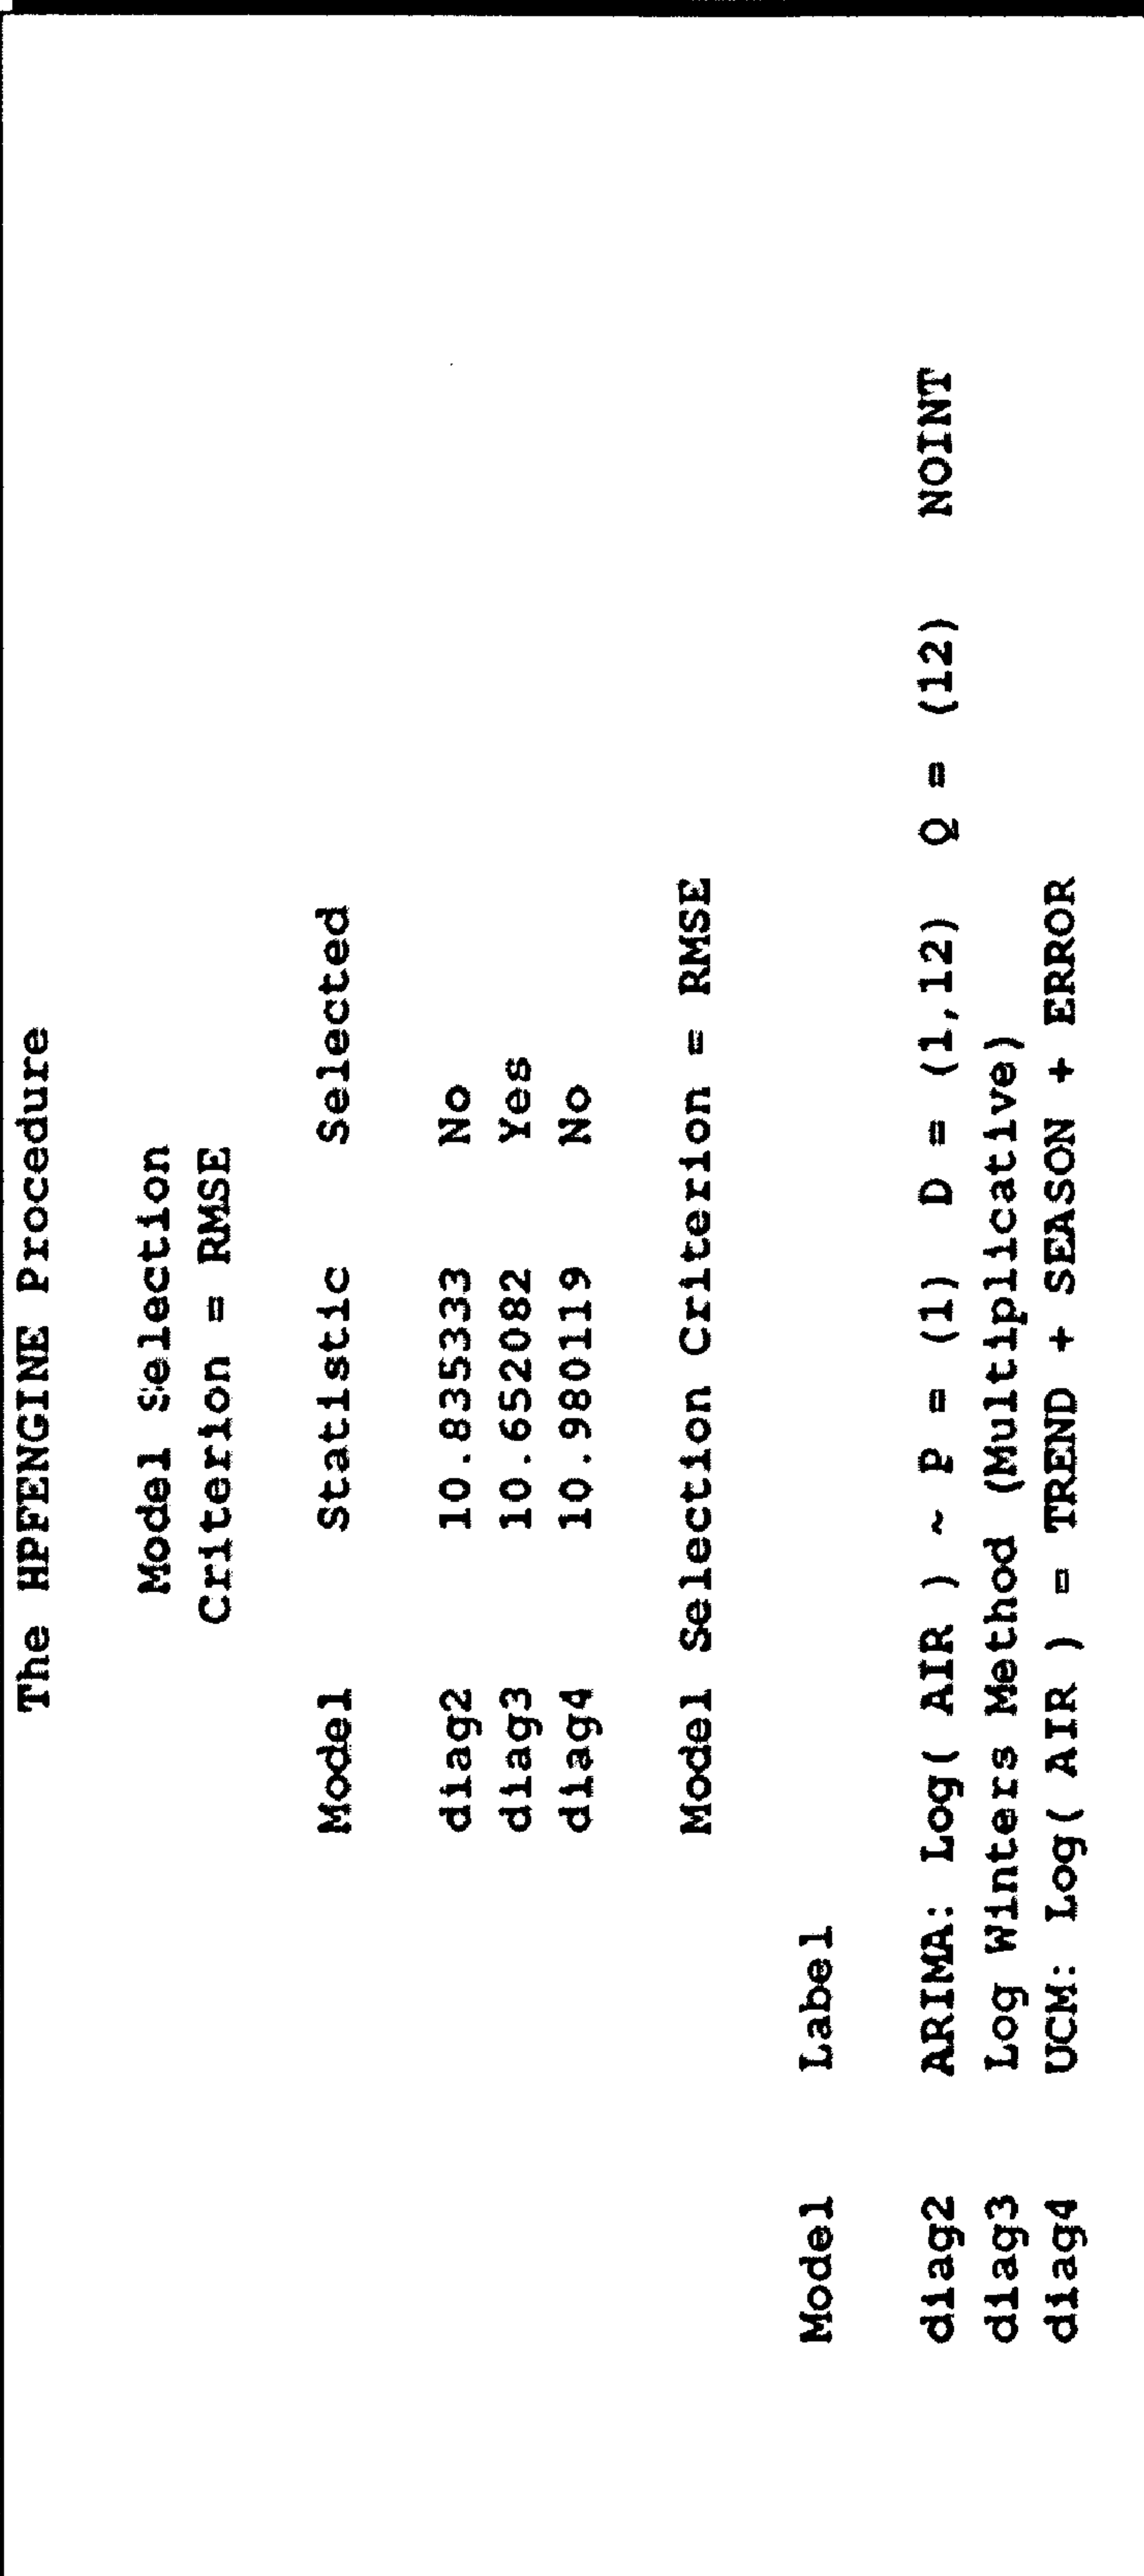 The HPFENGINE Procedure
Model Selection
Criterion = RMSE
Model Statistic Selected
diag2 10.835333 No
diag3 10.652082 Yes
diag4 10.980119 No
Model Selection Criterion = RMSE
Model Label
diag2 ARIMA: Log( AIR ) ~ P = (1) D = (1,12) Q = (12) NOINT
diag3 Log Winters Method (Multiplicative)
diag4 UCM: Log( AIR ) = TREND + SEASON + ERROR